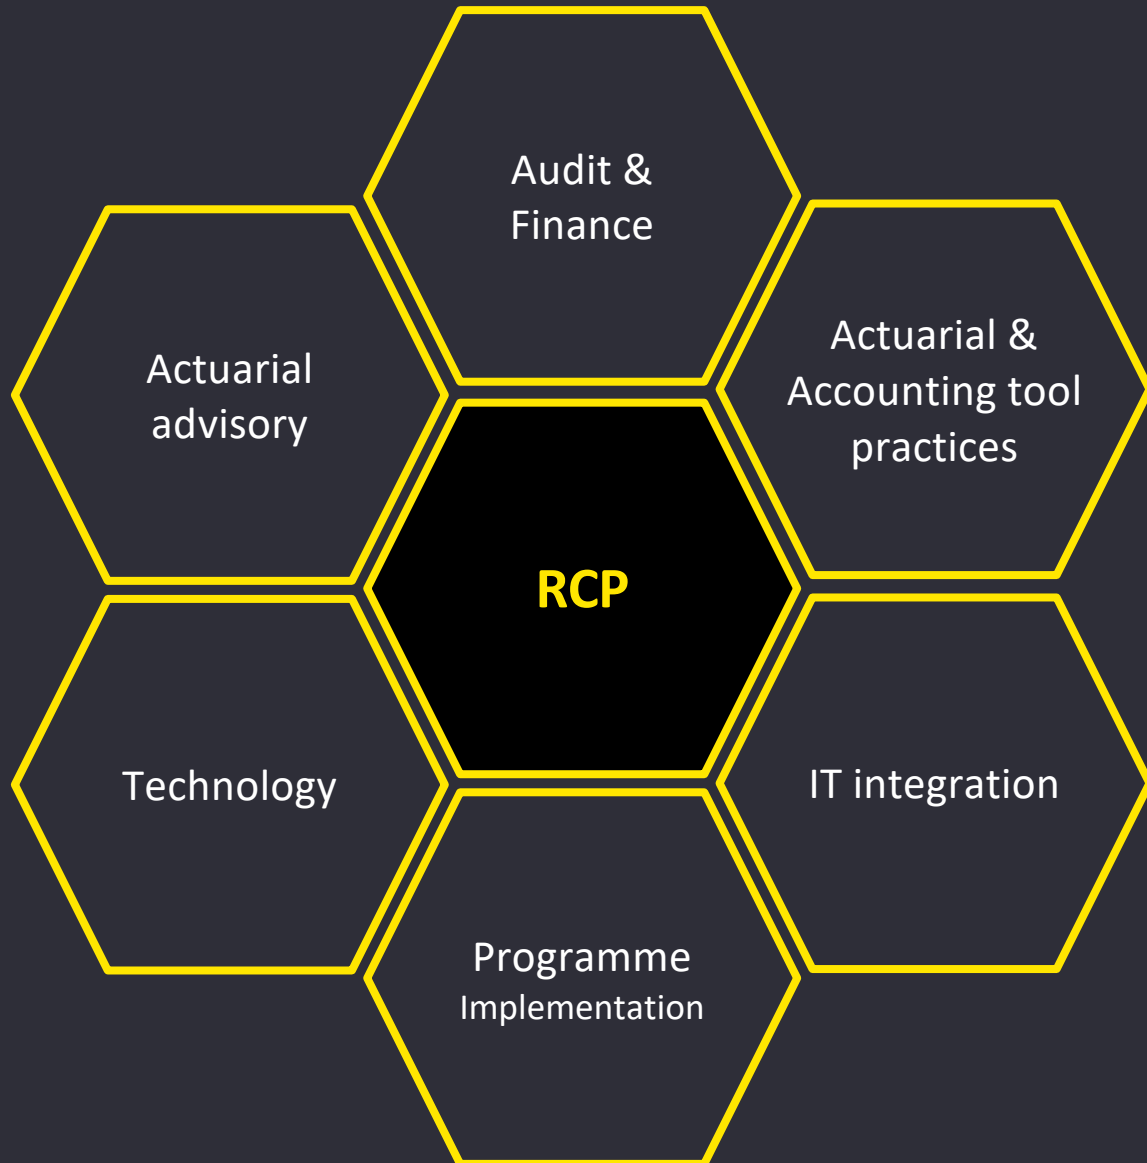 Audit &
Finance
Actuarial &
Accounting tool
practices
Actuarial
advisory
RCP
Technology
IT integration
Programme
Implementation